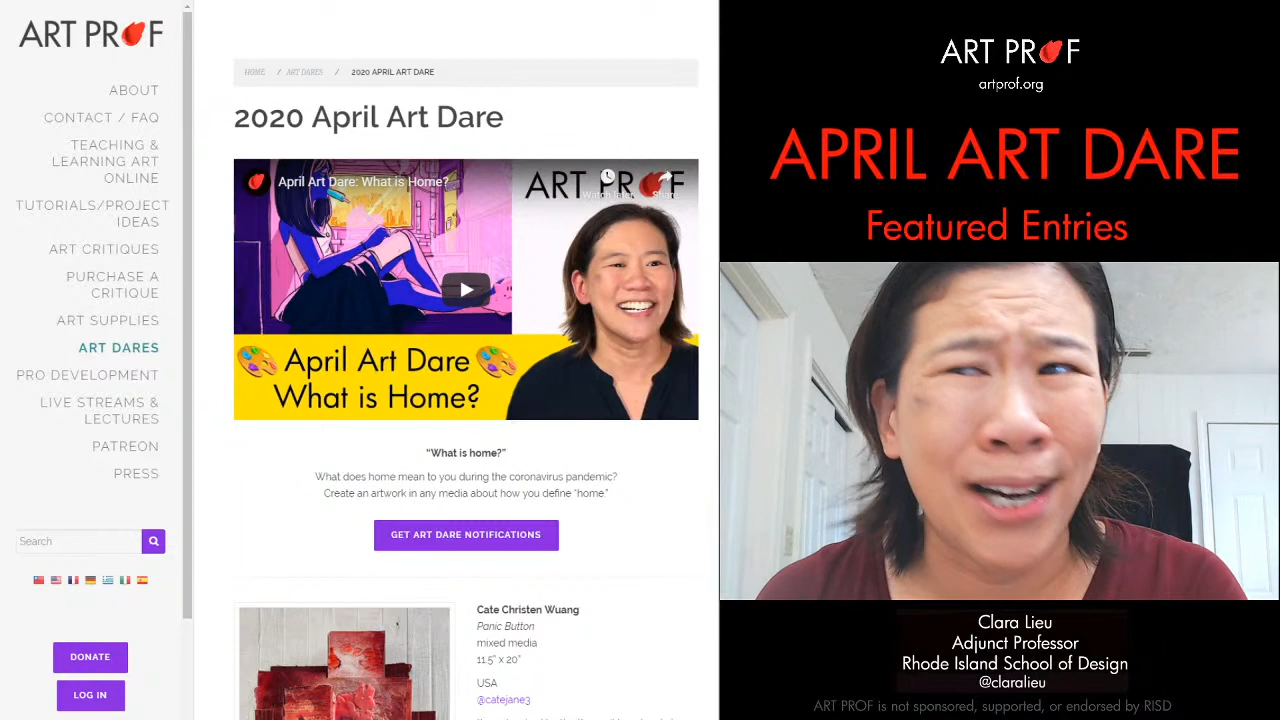 ART PROF
ABOUT
CONTACT / FAQ
TEACHING &
LEARNING ART
ONLINE
TUTORIALS/PROJECT
IDEAS
ART CRITIQUES
PURCHASE A
CRITIQUE
ART SUPPLIES
ART DARES
PRO DEVELOPMENT
LIVE STREAMS &
LECTURES
PATREON
PRESS
Search
DONATE
LOG IN
HOME / ART DARES / 2020 APRIL ART DARE
2020 April Art Dare
April Art Dare: What is Home?
Watch later
Share
ART PROF
April Art Dare
What is Home?
“What is home?”
What does home mean to you during the coronavirus pandemic?
Create an artwork in any media about how you define “home.”
GET ART DARE NOTIFICATIONS
Cate Christen Wuang
Panic Button
mixed media
11.5” x 20”
USA
@catejane3
ART PROF
artprof.org
APRIL ART DARE
Featured Entries
Clara Lieu
Adjunct Professor
Rhode Island School of Design
@claralieu
ART PROF is not sponsored, supported, or endorsed by RISD